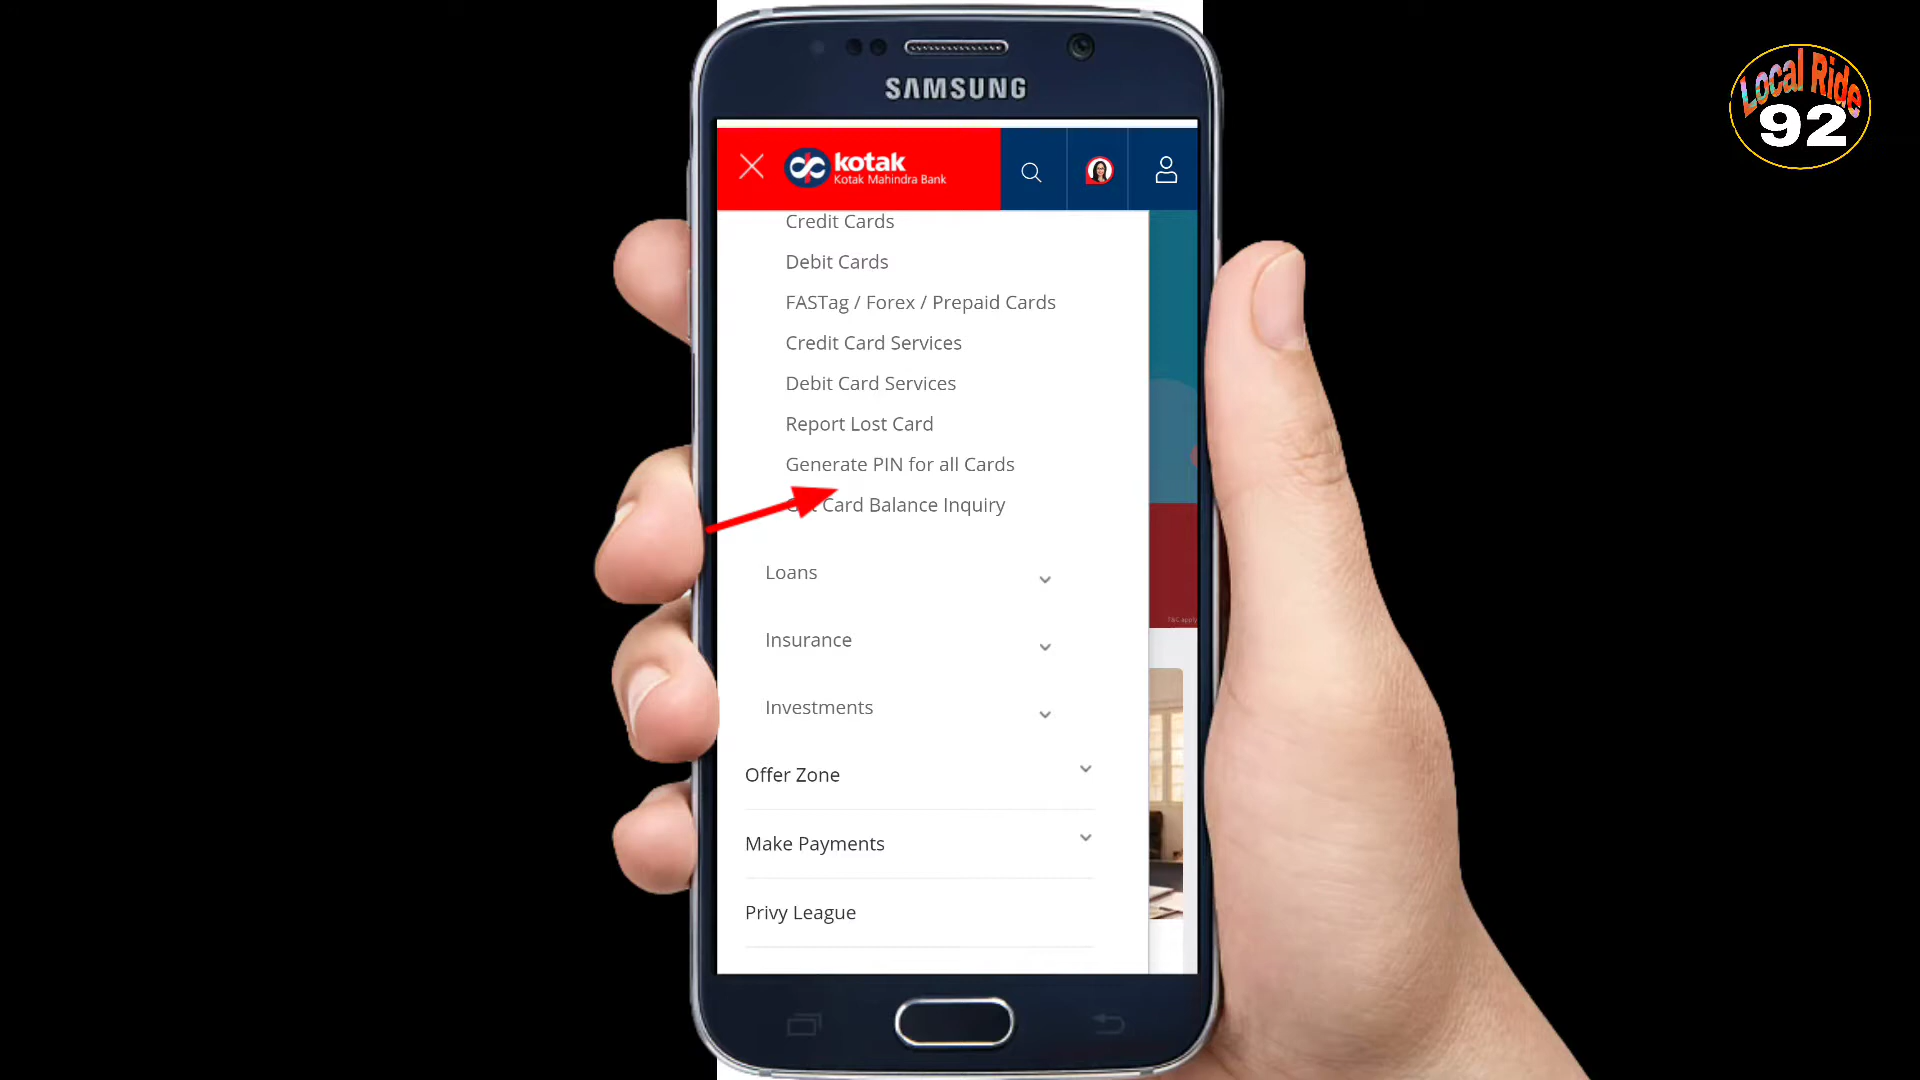 SAMSUNG
Local Ride
92
kotak
Kotak Mahindra Bank
Credit Cards
Debit Cards
FASTag / Forex / Prepaid Cards
Credit Card Services
Debit Card Services
Report Lost Card
Generate PIN for all Cards
Card Balance Inquiry
Loans
Insurance
Investments
Offer Zone
Make Payments
Privy League